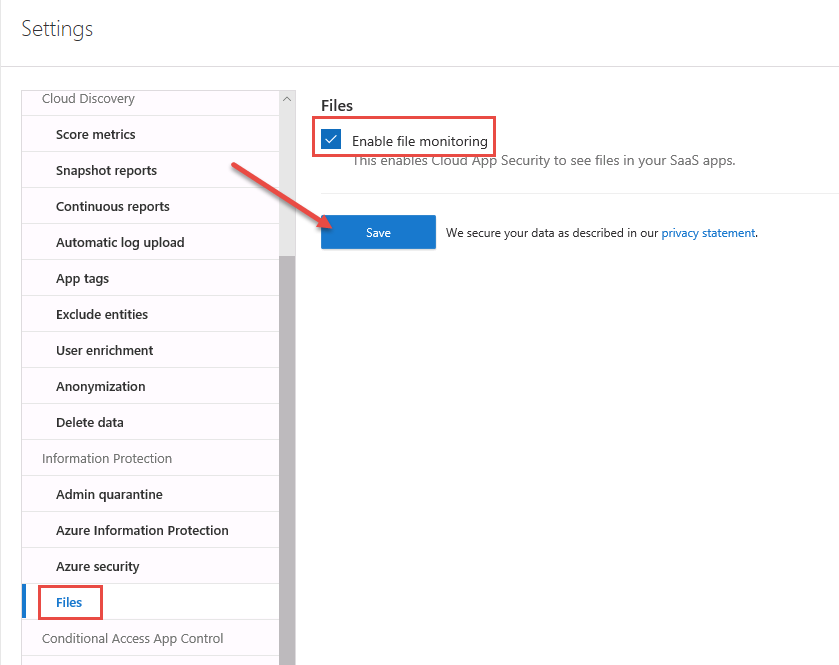 Settings
Cloud Discovery
Score metrics
Snapshot reports
Continuous reports
Automatic log upload
App tags
Exclude entities
User enrichment
Anonymization
Delete data
Information Protection
Admin quarantine
Azure Information Protection
Azure security
Files
Conditional Access App Control
Files
Enable file monitoring
This enables Cloud App Security to see files in your SaaS apps.
Save
We secure your data as described in our privacy statement.